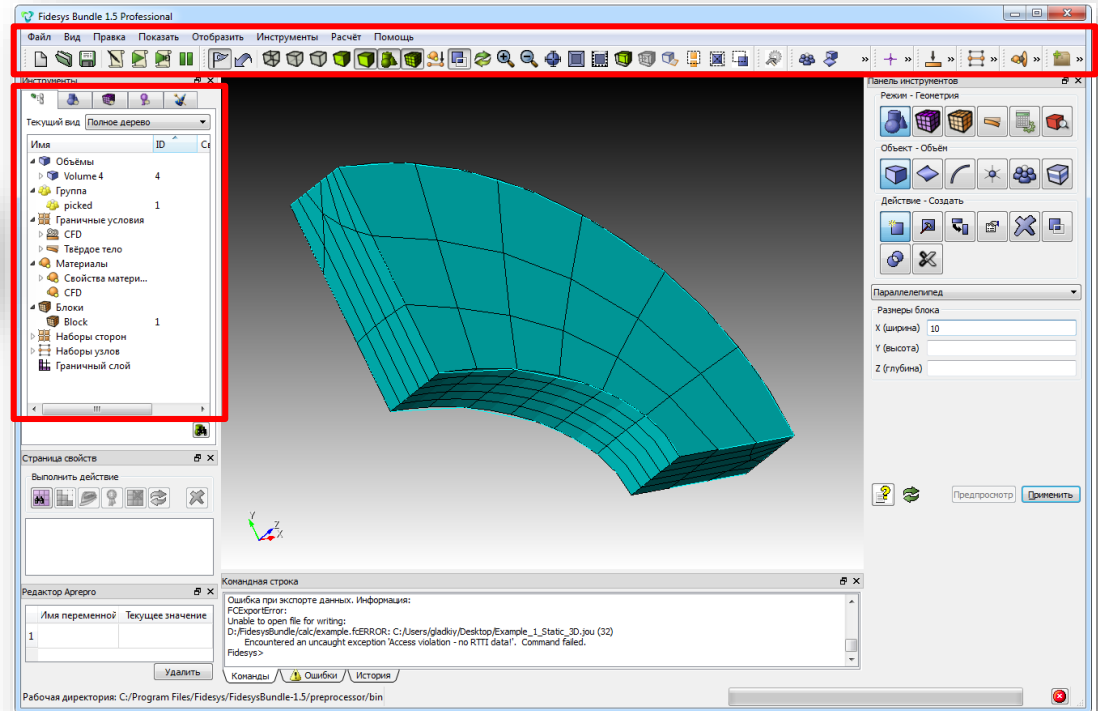 Fidesys Bundle 1.5 Professional
Файл Вид Правка Показать Отобразить Инструменты Расчёт Помощь
Инструменты
Текущий вид Полное дерево
Имя ID
Объёмы
Volume 4 4
Группа
picked 1
Граничные условия
CFD
Твёрдое тело
Материалы
Свойства матери...
CFD
Блоки
Block 1
Наборы сторон
Наборы узлов
Граничный слой
Страница свойств
Выполнить действие
Редактор Aprepro
Имя переменной Текущее значение
1
Удалить
Y
Z
X
Командная строка
Ошибка при экспорте данных. Информация:
FCExportError:
Unable to open file for writing:
D:/FidesysBundle/calc/example.fcERROR: C:/Users/gladkiy/Desktop/Example_1_Static_3D.jou (32)
Encountered an uncaught exception 'Access violation - no RTTI data!'. Command failed.
Fidesys>
Команды Ошибки История
Панель инструментов
Режим - Геометрия
Объект - Объём
Действие - Создать
Параллелепипед
Размеры блока
X (ширина) 10
Y (высота)
Z (глубина)
Предпросмотр Применить
Рабочая директория: C:/Program Files/Fidesys/FidesysBundle-1.5/preprocessor/bin